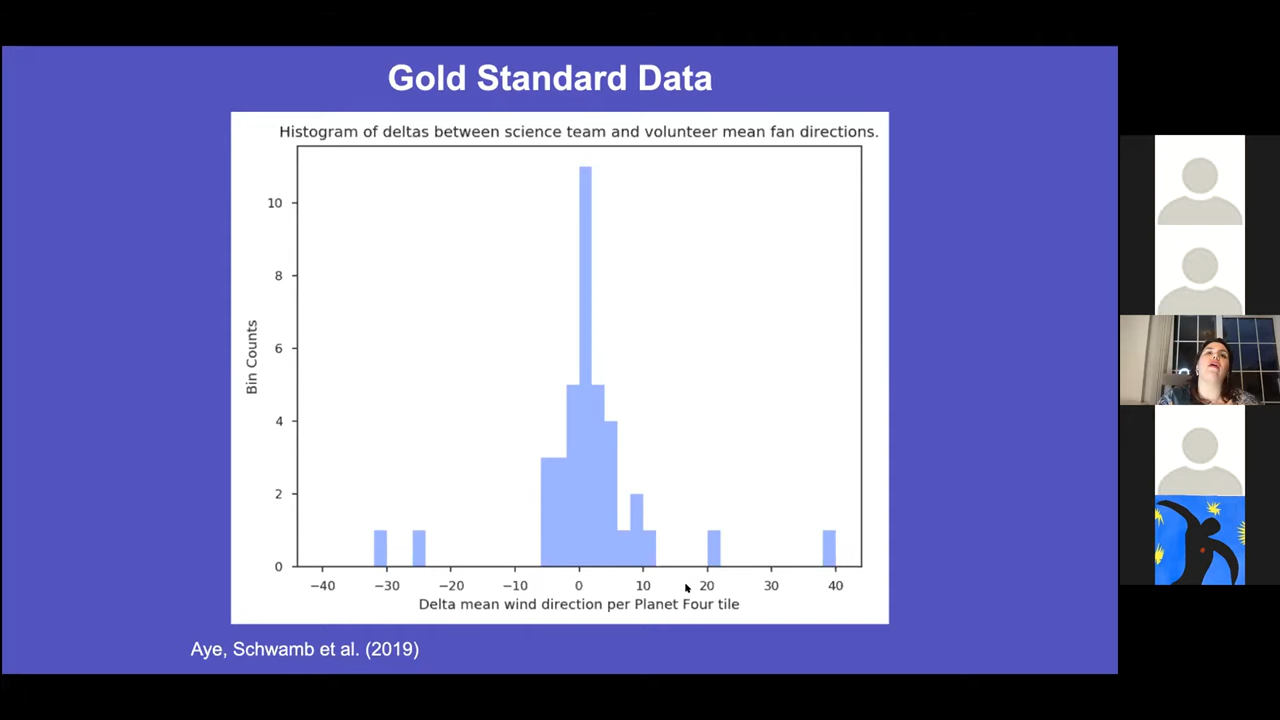 Gold Standard Data
Histogram of deltas between science team and volunteer mean fan directions.
Bin Counts
10
8
6
4
2
0
−40 −30 −20 −10 0 10 20 30 40
Delta mean wind direction per Planet Four tile
Aye, Schwamb et al. (2019)